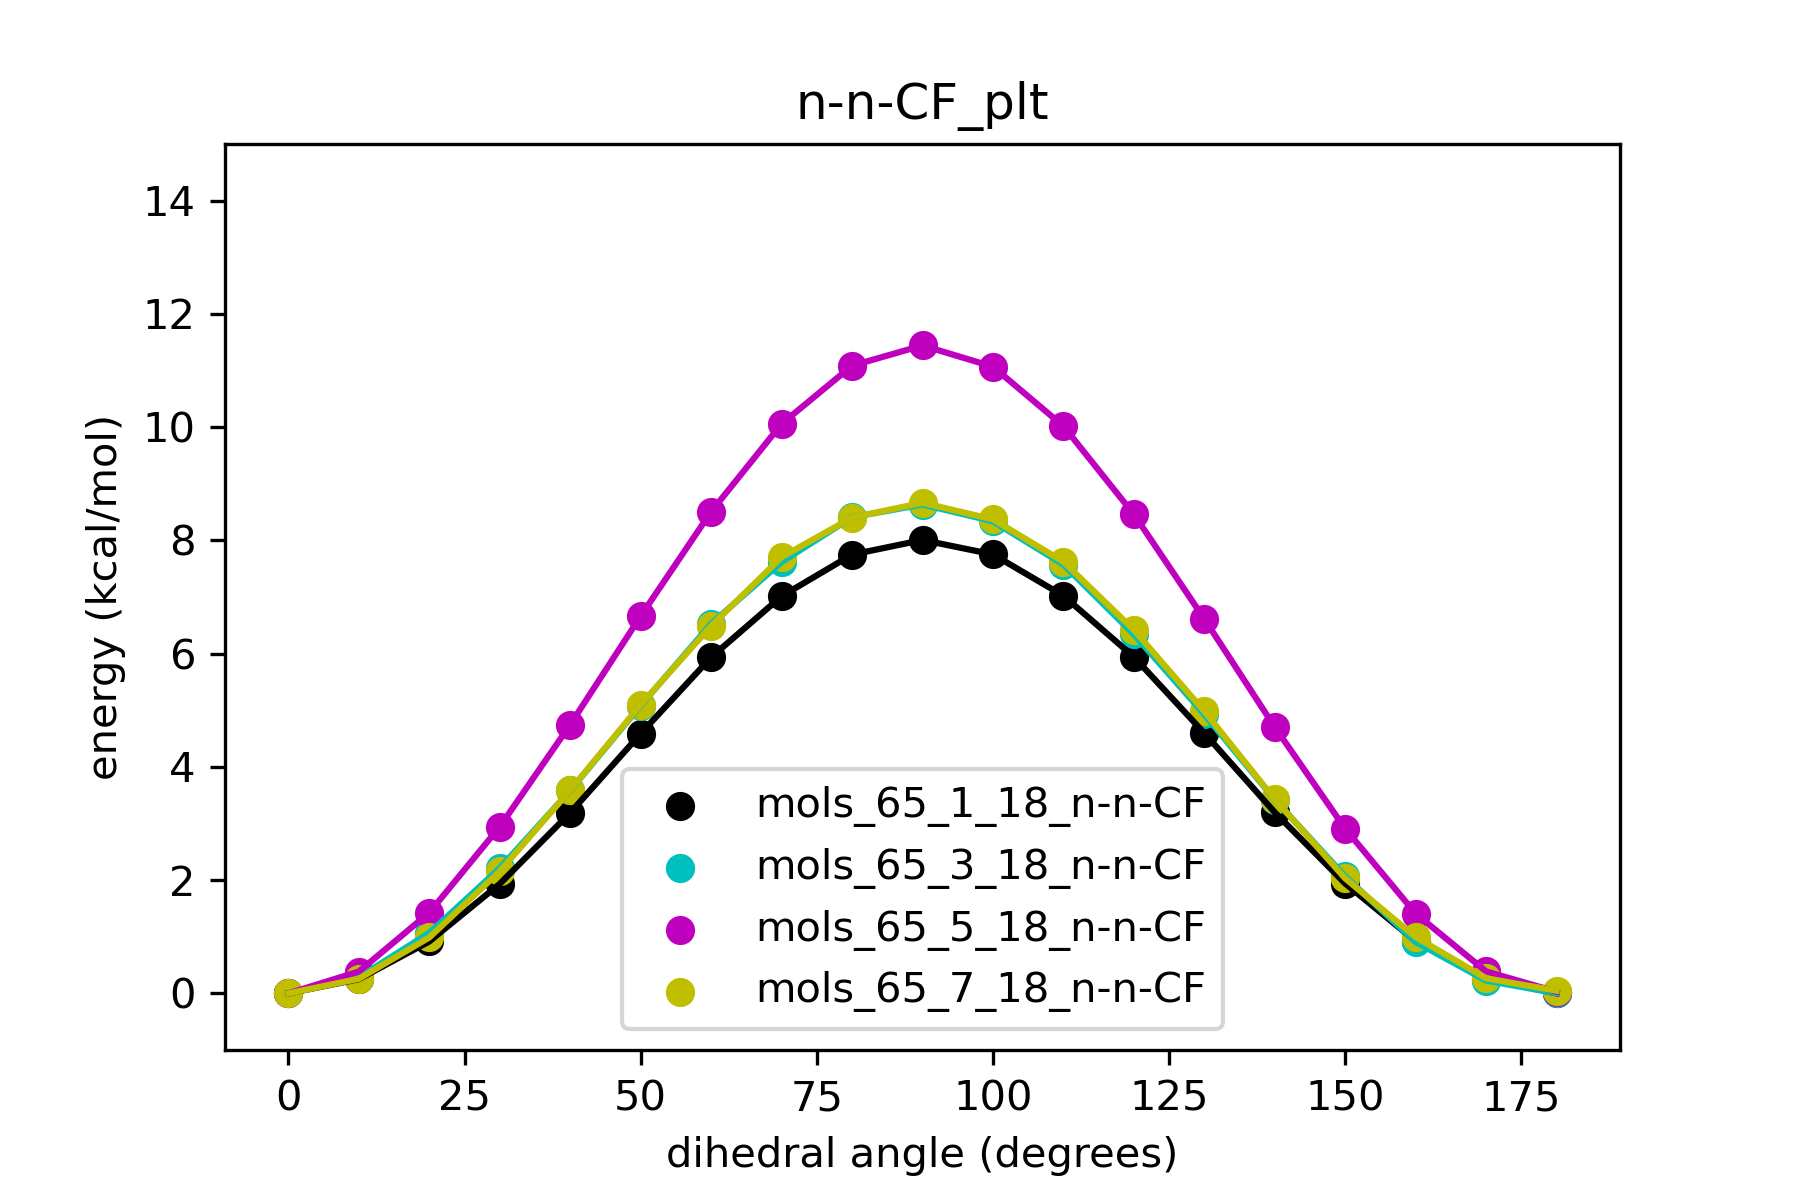 n-n-CF_plt
14
12
10
8
6
4
2
0
energy (kcal/mol)
mols_65_1_18_n-n-CF
mols_65_3_18_n-n-CF
mols_65_5_18_n-n-CF
mols_65_7_18_n-n-CF
0 25 50 75 100 125 150 175
dihedral angle (degrees)